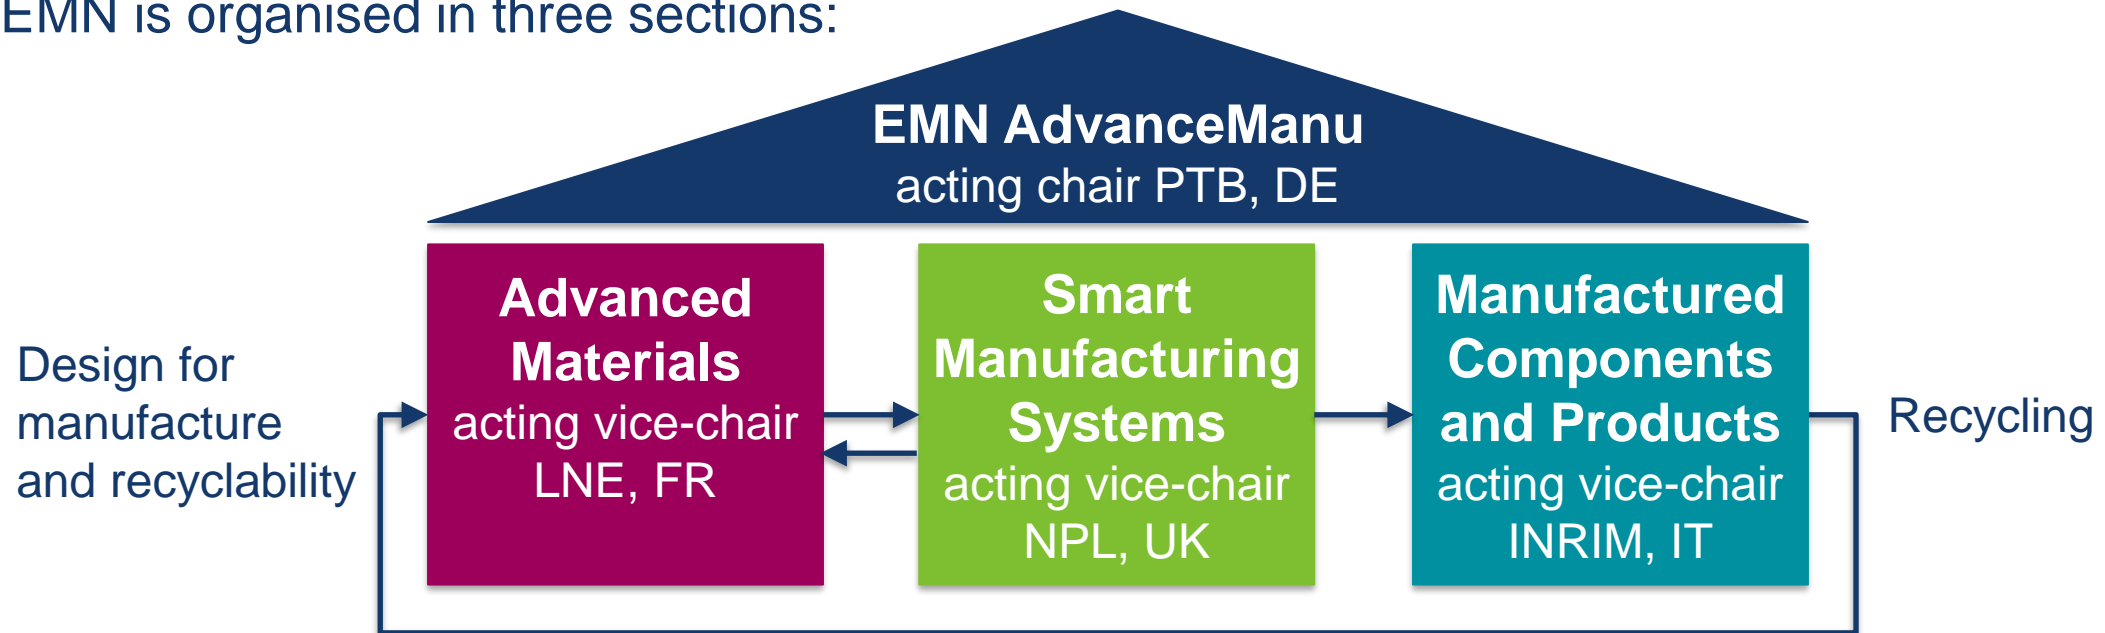 EMN is organised in three sections:
EMN AdvanceManu
acting chair PTB, DE
Advanced
Materials
acting vice-chair
LNE, FR
Smart
Manufacturing
Systems
acting vice-chair
NPL, UK
Manufactured
Components
and Products
acting vice-chair
INRIM, IT
Design for
manufacture
and recyclability
Recycling